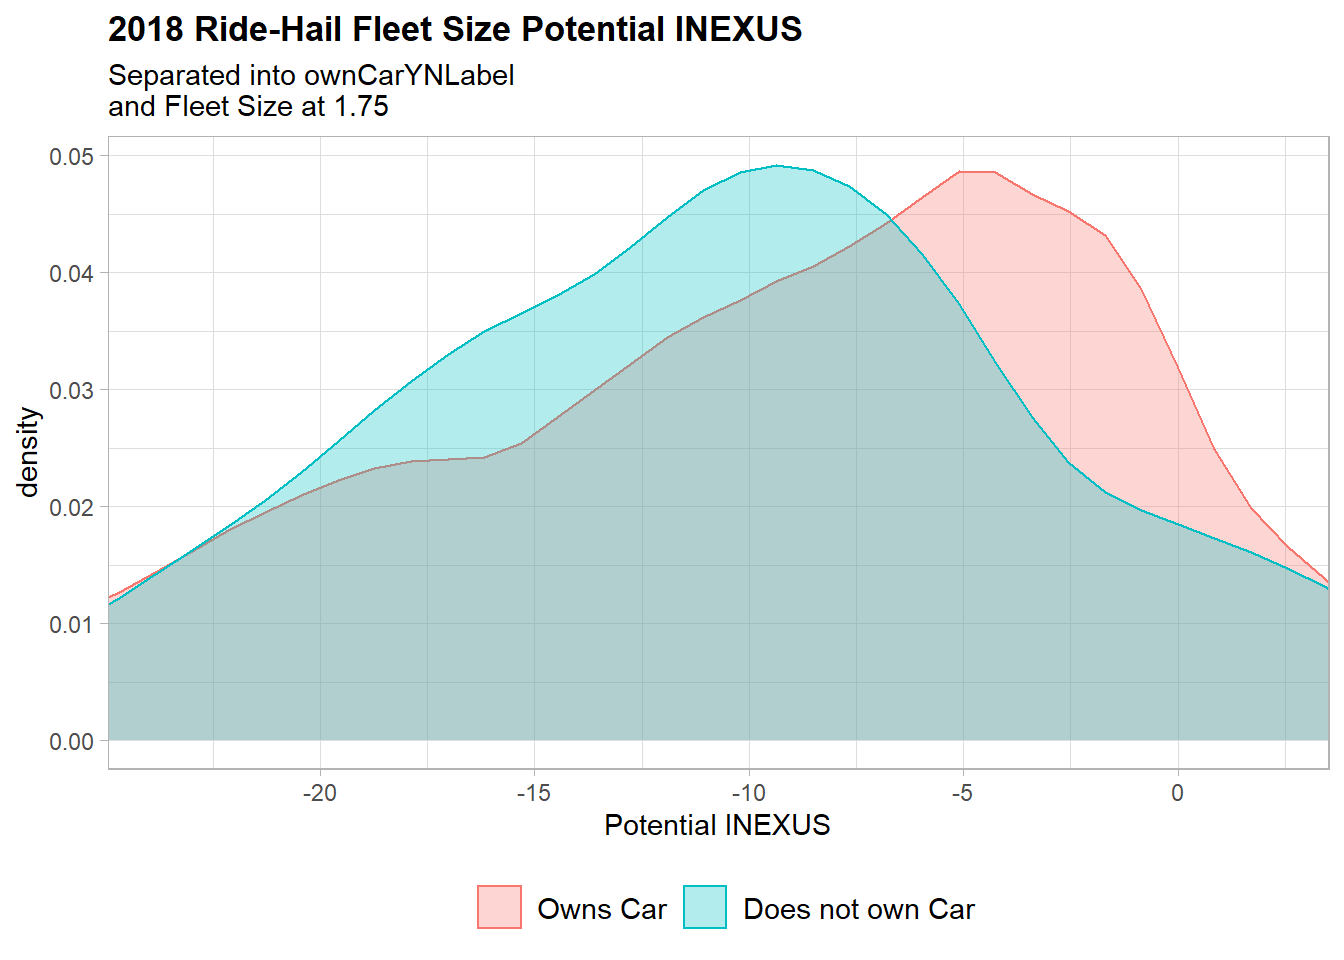 2018 Ride-Hail Fleet Size Potential INEXUS
Separated into ownCarYNLabel
and Fleet Size at 1.75
0.05
0.04
0.03
0.02
0.01
0.00
density
-20
-15
-10
-5
0
Potential INEXUS
Owns Car
Does not own Car